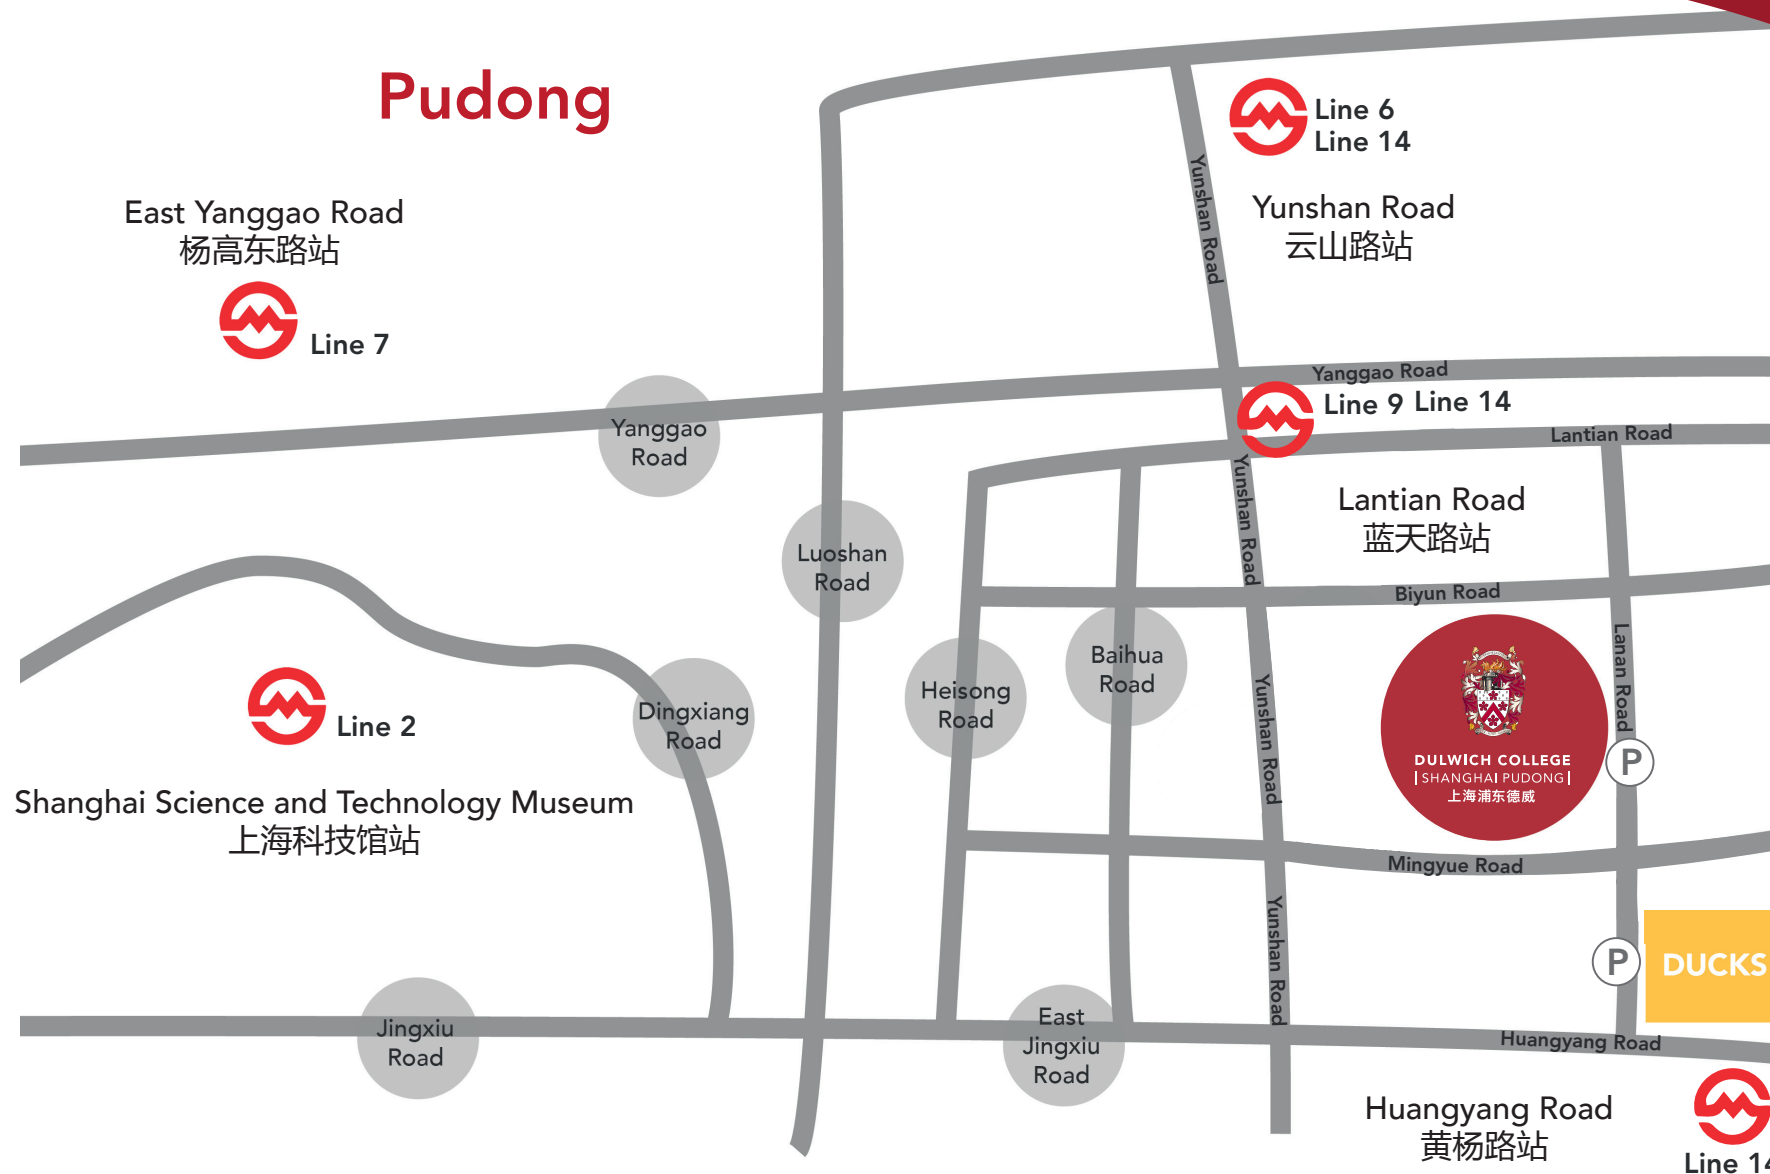 Pudong
Line 6
Line 14
Yunshan Road
East Yanggao Road
杨高东路站
Yunshan Road
云山路站
Line 7
Yanggao Road
Line 9 Line 14
Yanggao
Road
Lantian Road
Yunshan Road
Lantian Road
蓝天路站
Luoshan
Road
Biyun Road
Lanan Road
Baihua
Road
Heisong
Road
Dingxiang
Road
Yunshan Road
Line 2
DULWICH COLLEGE
SHANGHAI PUDONG
上海浦东德威
P
Shanghai Science and Technology Museum
上海科技馆站
Mingyue Road
Yunshan Road
P
DUCKS
Jingxiu
Road
East
Jingxiu
Road
Huangyang Road
Huangyang Road
黄杨路站
Line 14